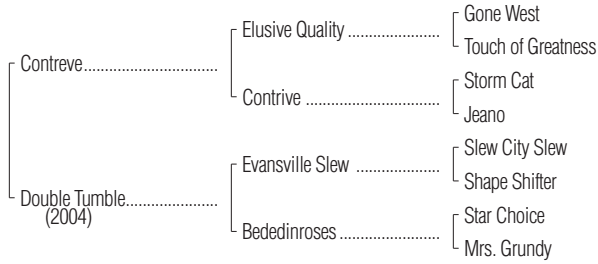 Gone West
Elusive Quality ......................
Touch of Greatness
Contreve................................
Storm Cat
Contrive ................................
Jeano
Slew City Slew
Evansville Slew ....................
Shape Shifter
Double Tumble......................
(2004)
Star Choice
Bededinroses........................
Mrs. Grundy